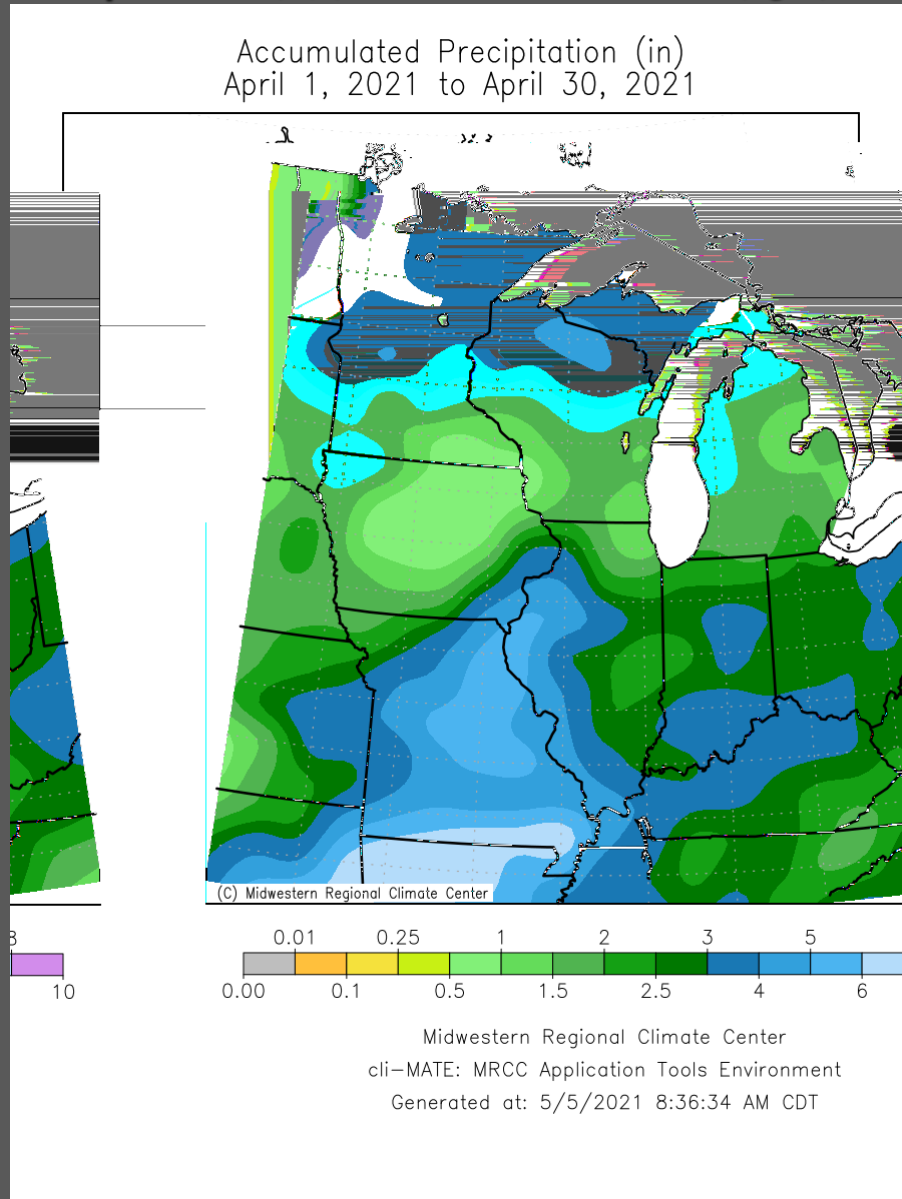 Accumulated Precipitation (in)
April 1, 2021 to April 30, 2021
(C) Midwestern Regional Climate Center
8
10
0.01 0.25 1 2 3 5
0.00 0.1 0.5 1.5 2.5 4 6
Midwestern Regional Climate Center
cli-MATE: MRCC Application Tools Environment
Generated at: 5/5/2021 8:36:34 AM CDT